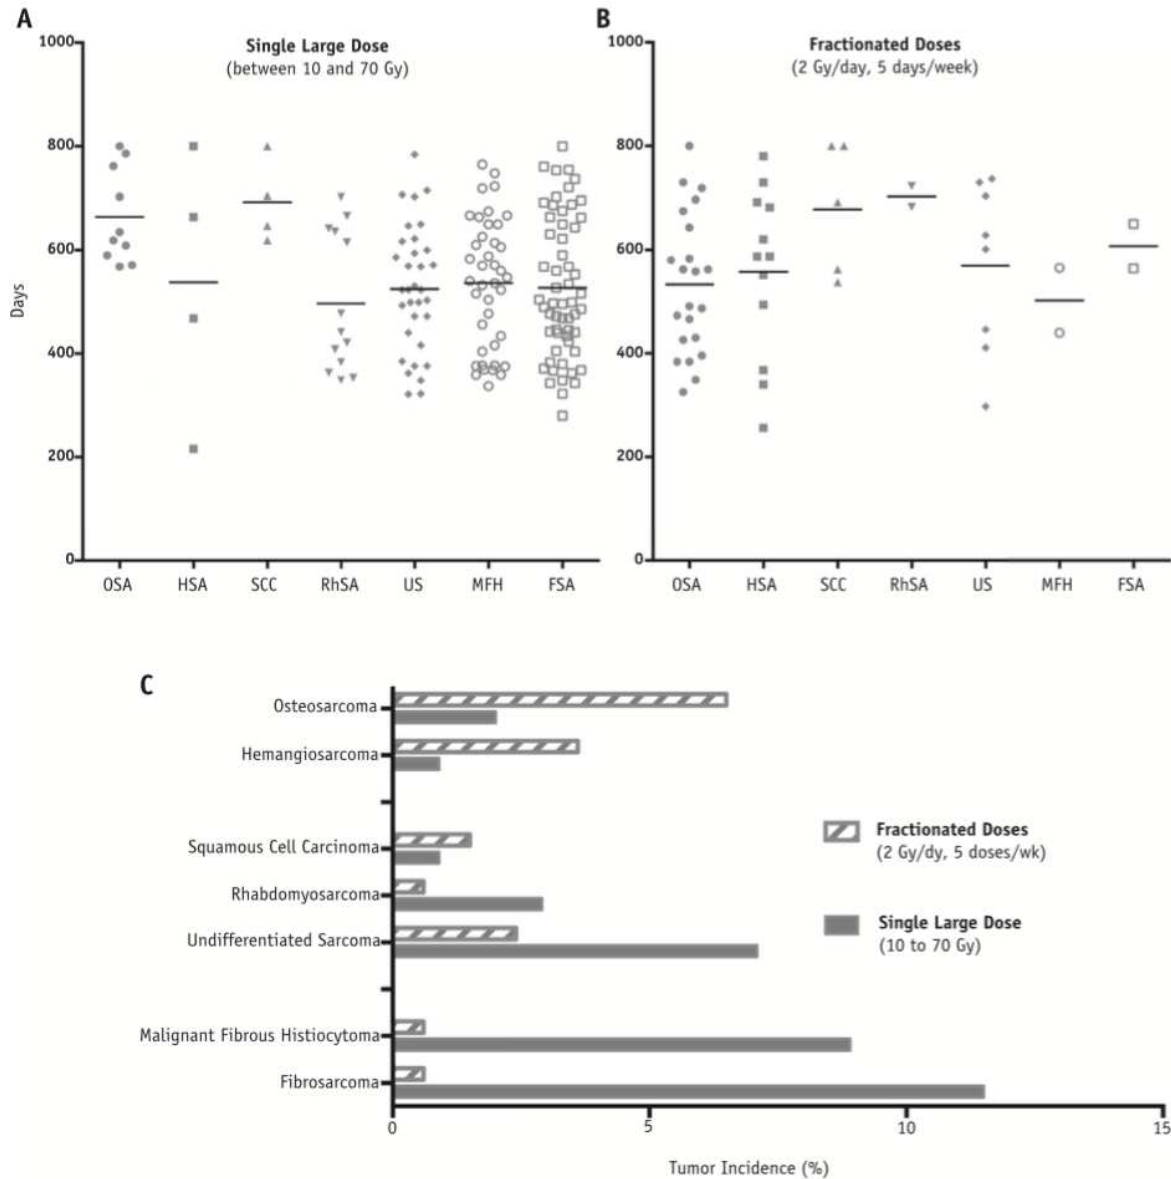 A
Single Large Dose
(between 10 and 70 Gy)
1000
800
600
400
200
0
Days
OSA HSA SCC RhSA US MFH FSA
B
Fractionated Doses
(2 Gy/day, 5 days/week)
1000
800
600
400
200
0
OSA HSA SCC RhSA US MFH FSA
C
Osteosarcoma
Hemangiosarcoma
Squamous Cell Carcinoma
Rhabdomyosarcoma
Undifferentiated Sarcoma
Malignant Fibrous Histiocytoma
Fibrosarcoma
Fractionated Doses
(2 Gy/dy, 5 doses/wk)
Single Large Dose
(10 to 70 Gy)
0 5 10 15
Tumor Incidence (%)